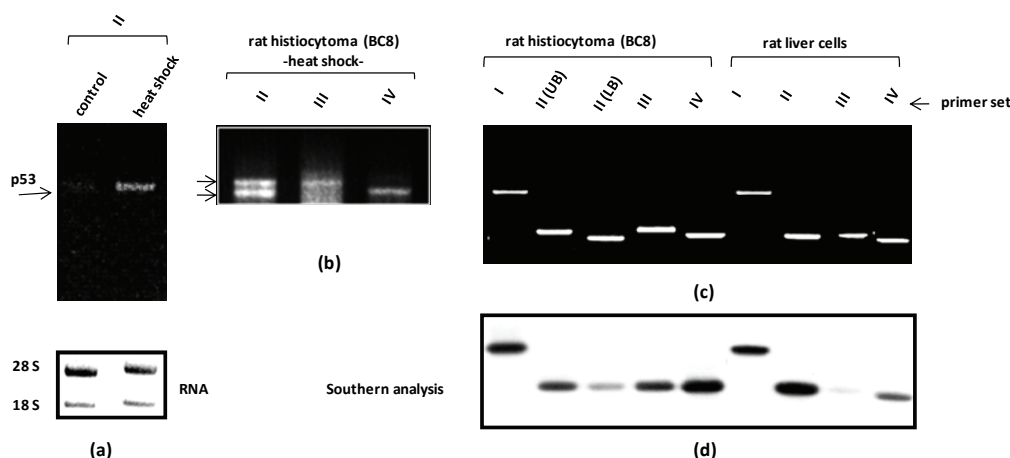 II
control
heat shock
p53
28 S
18 S
RNA
(a)
rat histiocytoma (BC8)
-heat shock-
II
III
IV
(b)
rat histiocytoma (BC8)
rat liver cells
I
II (UB)
II (LB)
III
IV
I
II
III
IV
primer set
(c)
Southern analysis
(d)